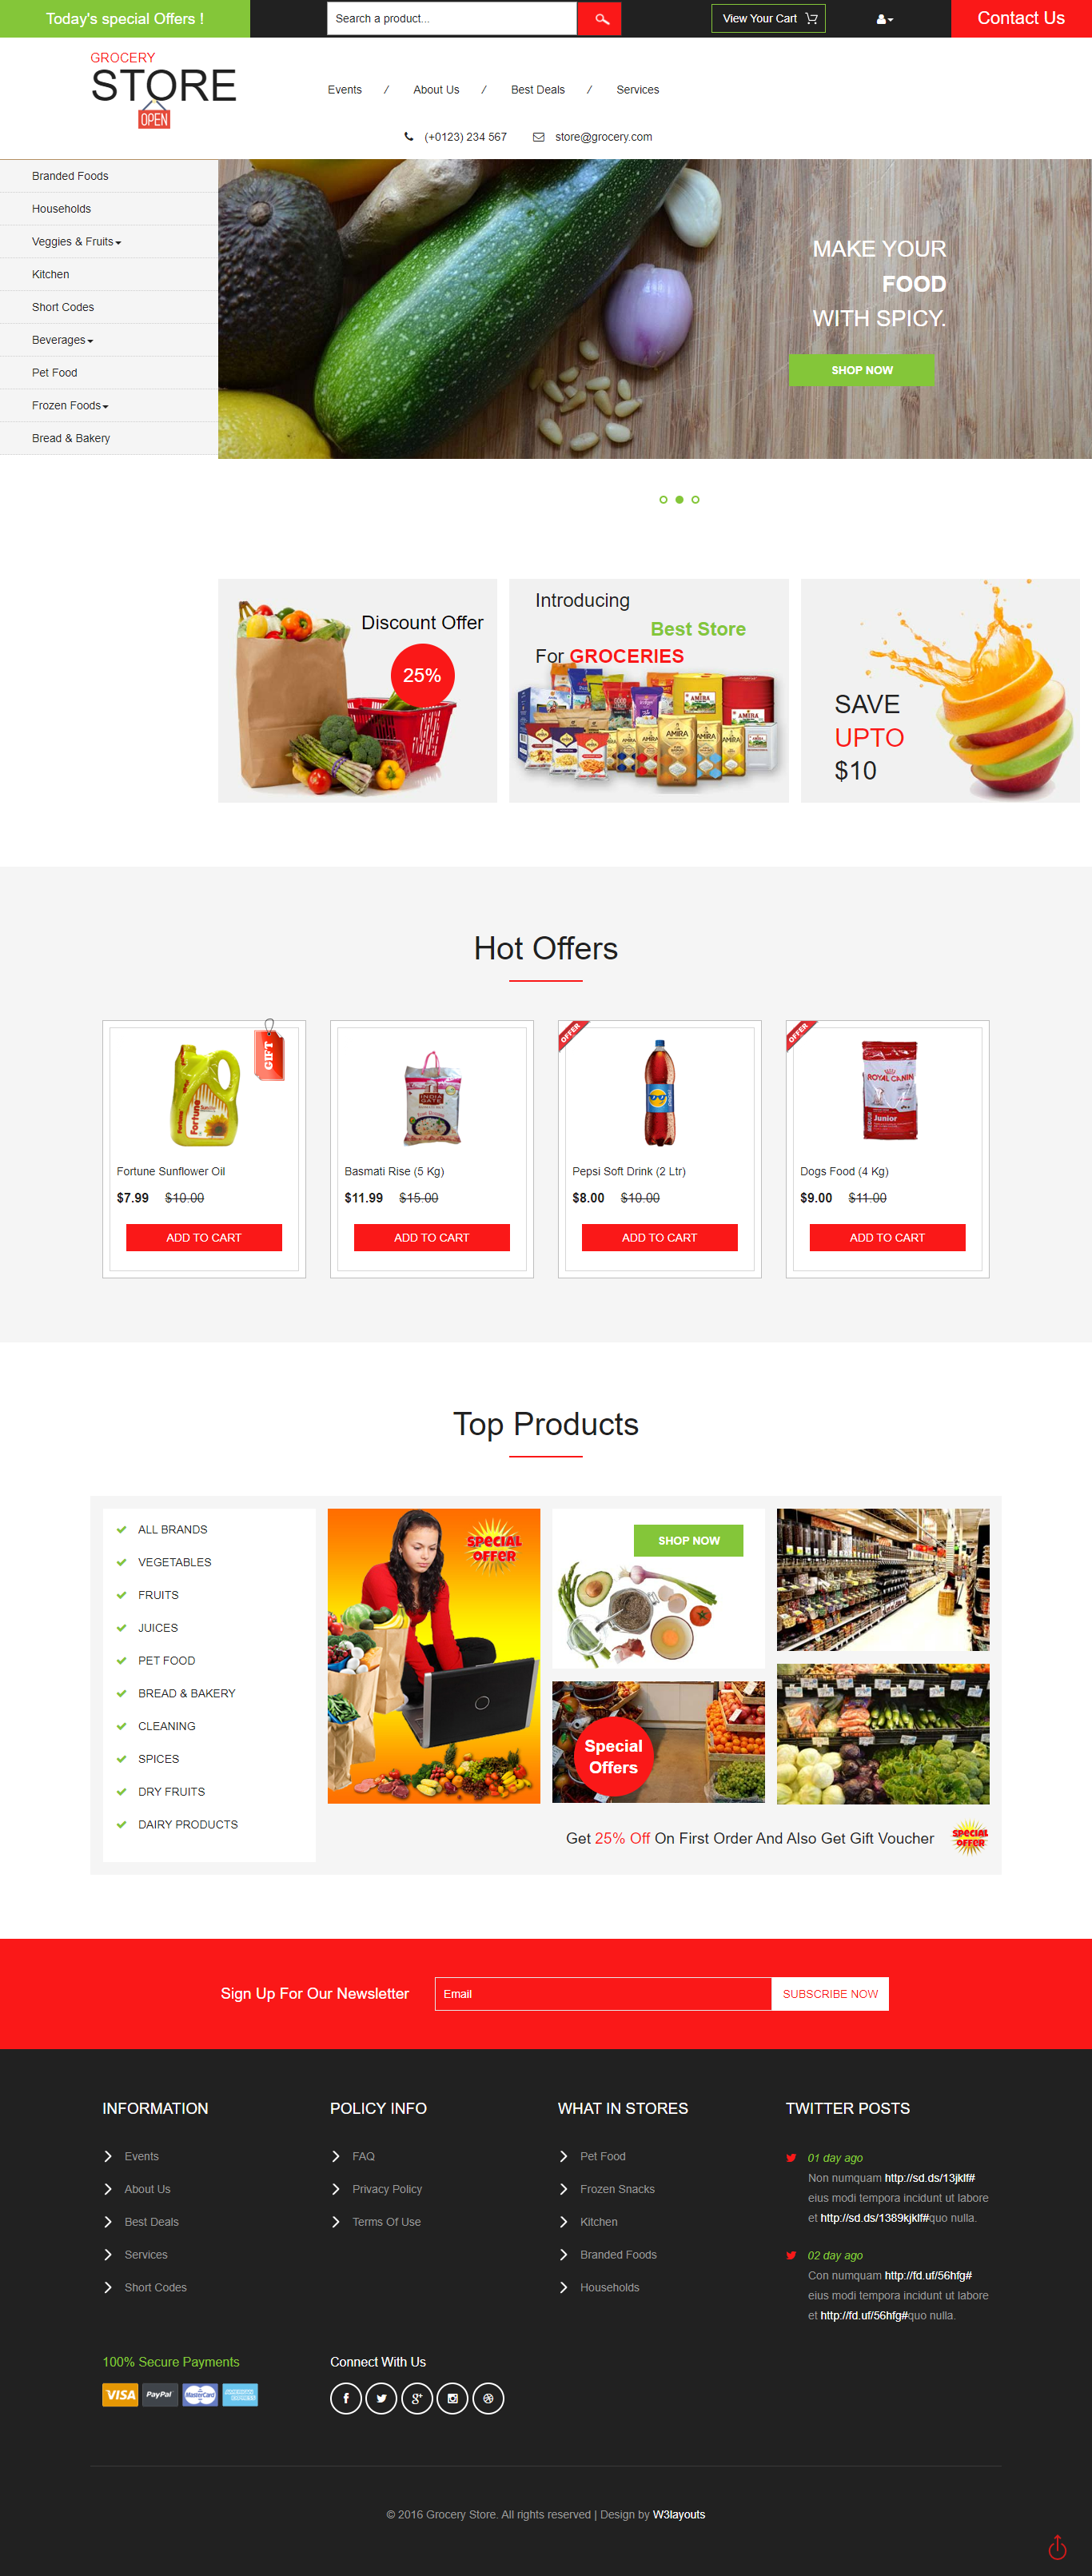 Today's special Offers !
Search a product...
View Your Cart
Contact Us
GROCERY
STORE
OPEN
Events / About Us / Best Deals / Services
(+0123) 234 567 store@grocery.com
Branded Foods
Households
Veggies & Fruits
Kitchen
Short Codes
Beverages
Pet Food
Frozen Foods
Bread & Bakery
MAKE YOUR
FOOD
WITH SPICY.
SHOP NOW
Discount Offer
25%
Introducing
Best Store
For GROCERIES
AMIRA
AMIRA
AMIRA
AMIRA
AMIRA
SAVE
UPTO
$10
Hot Offers
GIFT
Fortune
Fortune Sunflower Oil
$7.99 $10.00
ADD TO CART
INDIA
GATE
Basmati Rise (5 Kg)
$11.99 $15.00
ADD TO CART
OFFER
Pepsi Soft Drink (2 Ltr)
$8.00 $10.00
ADD TO CART
OFFER
ROYAL CANIN
Junior
Dogs Food (4 Kg)
$9.00 $11.00
ADD TO CART
Top Products
ALL BRANDS
VEGETABLES
FRUITS
JUICES
PET FOOD
BREAD & BAKERY
CLEANING
SPICES
DRY FRUITS
DAIRY PRODUCTS
SPECIAL
OFFER
SHOP NOW
Special
Offers
Get 25% Off On First Order And Also Get Gift Voucher
SPECIAL
OFFER
Sign Up For Our Newsletter
Email
SUBSCRIBE NOW
INFORMATION
Events
About Us
Best Deals
Services
Short Codes
POLICY INFO
FAQ
Privacy Policy
Terms Of Use
WHAT IN STORES
Pet Food
Frozen Snacks
Kitchen
Branded Foods
Households
TWITTER POSTS
01 day ago
Non numquam http://sd.ds/13jklf#
eius modi tempora incidunt ut labore
et http://sd.ds/1389kjklf#quo nulla.
02 day ago
Con numquam http://fd.uf/56hfg#
eius modi tempora incidunt ut labore
et http://fd.uf/56hfg#quo nulla.
100% Secure Payments
VISA PayPal MasterCard
Connect With Us
© 2016 Grocery Store. All rights reserved | Design by W3layouts